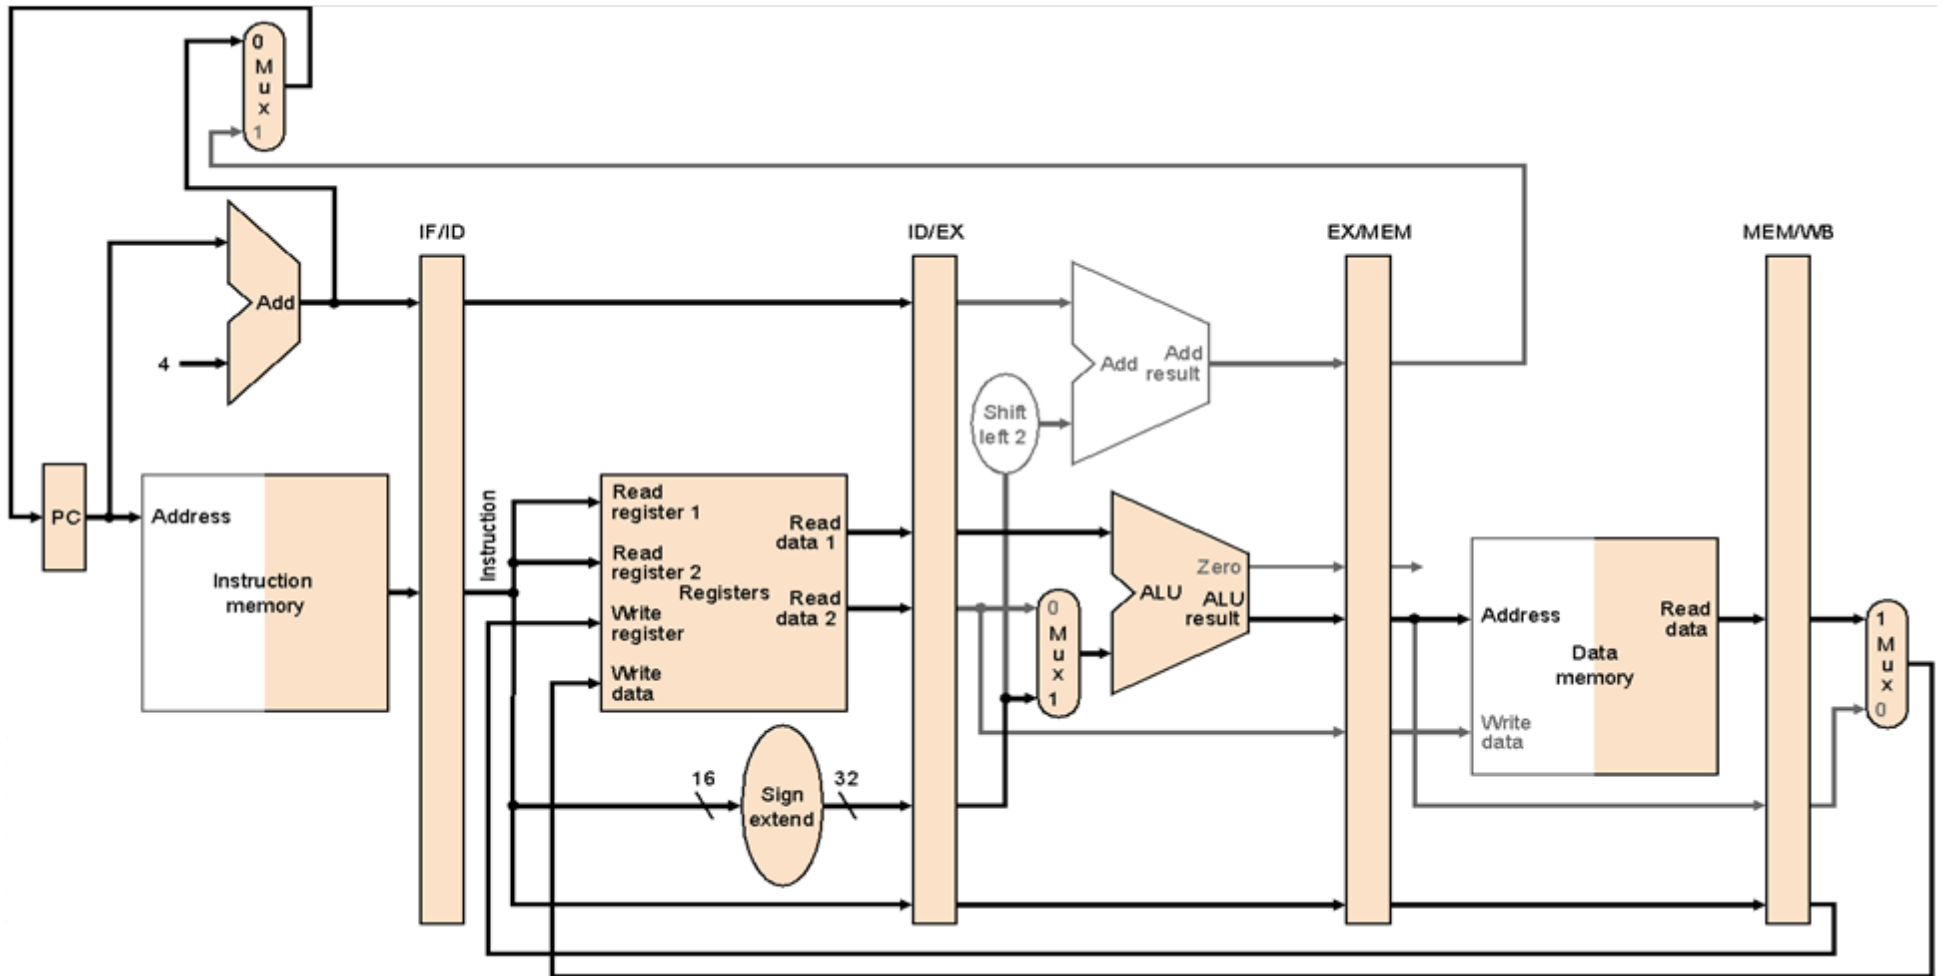 0
M
u
x
1
IF/ID
ID/EX
EX/MEM
MEM/WB
Add
4
Add
Add
result
Shift
left 2
PC
Address
Instruction
memory
Instruction
Read
register 1
Read
register 2
Registers
Write
register
Write
data
Read
data 1
Read
data 2
0
M
u
x
1
Zero
ALU
ALU
result
Address
Read
data
Data
memory
Write
data
1
M
u
x
0
16
Sign
extend
32